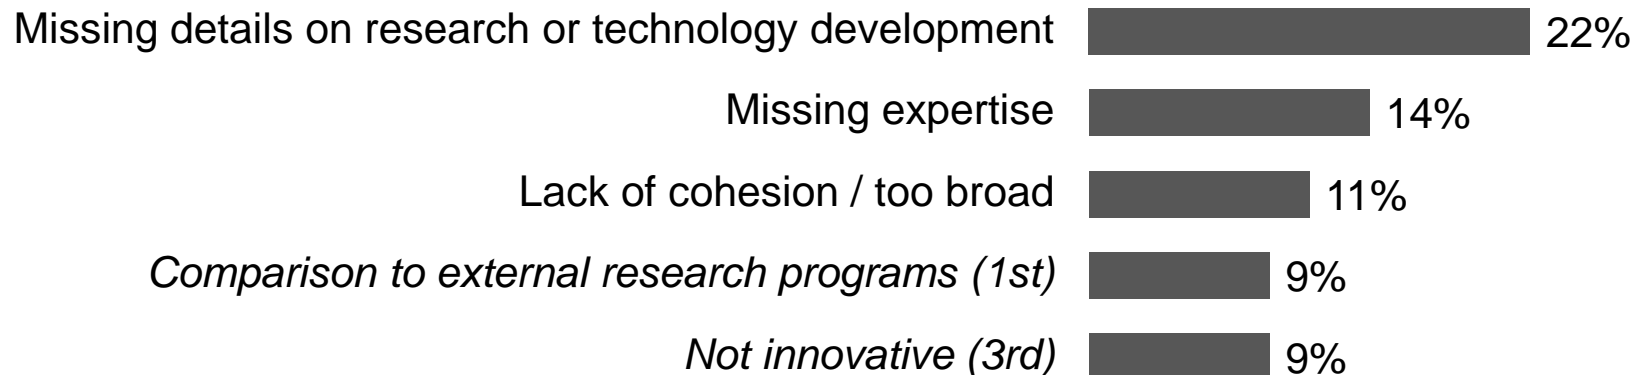 Missing details on research or technology development 22%
Missing expertise 14%
Lack of cohesion / too broad 11%
Comparison to external research programs (1st) 9%
Not innovative (3rd) 9%